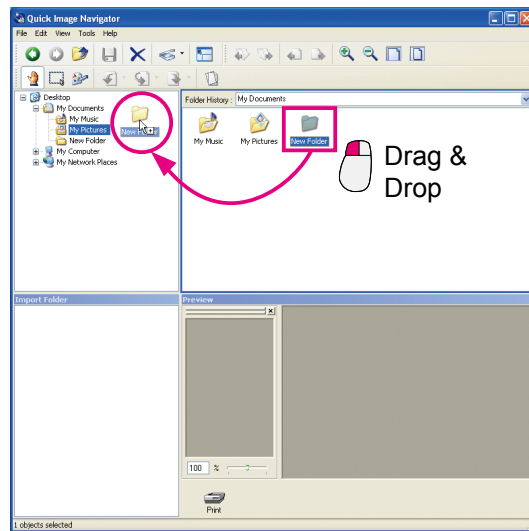 Quick Image Navigator
File Edit View Tools Help
Desktop
My Documents
My Music
My Pictures
New Folder
My Computer
My Network Places
New Folder
Folder History : My Documents
My Music My Pictures New Folder
Drag &
Drop
Import Folder
Preview
100 %
Print
1 objects selected